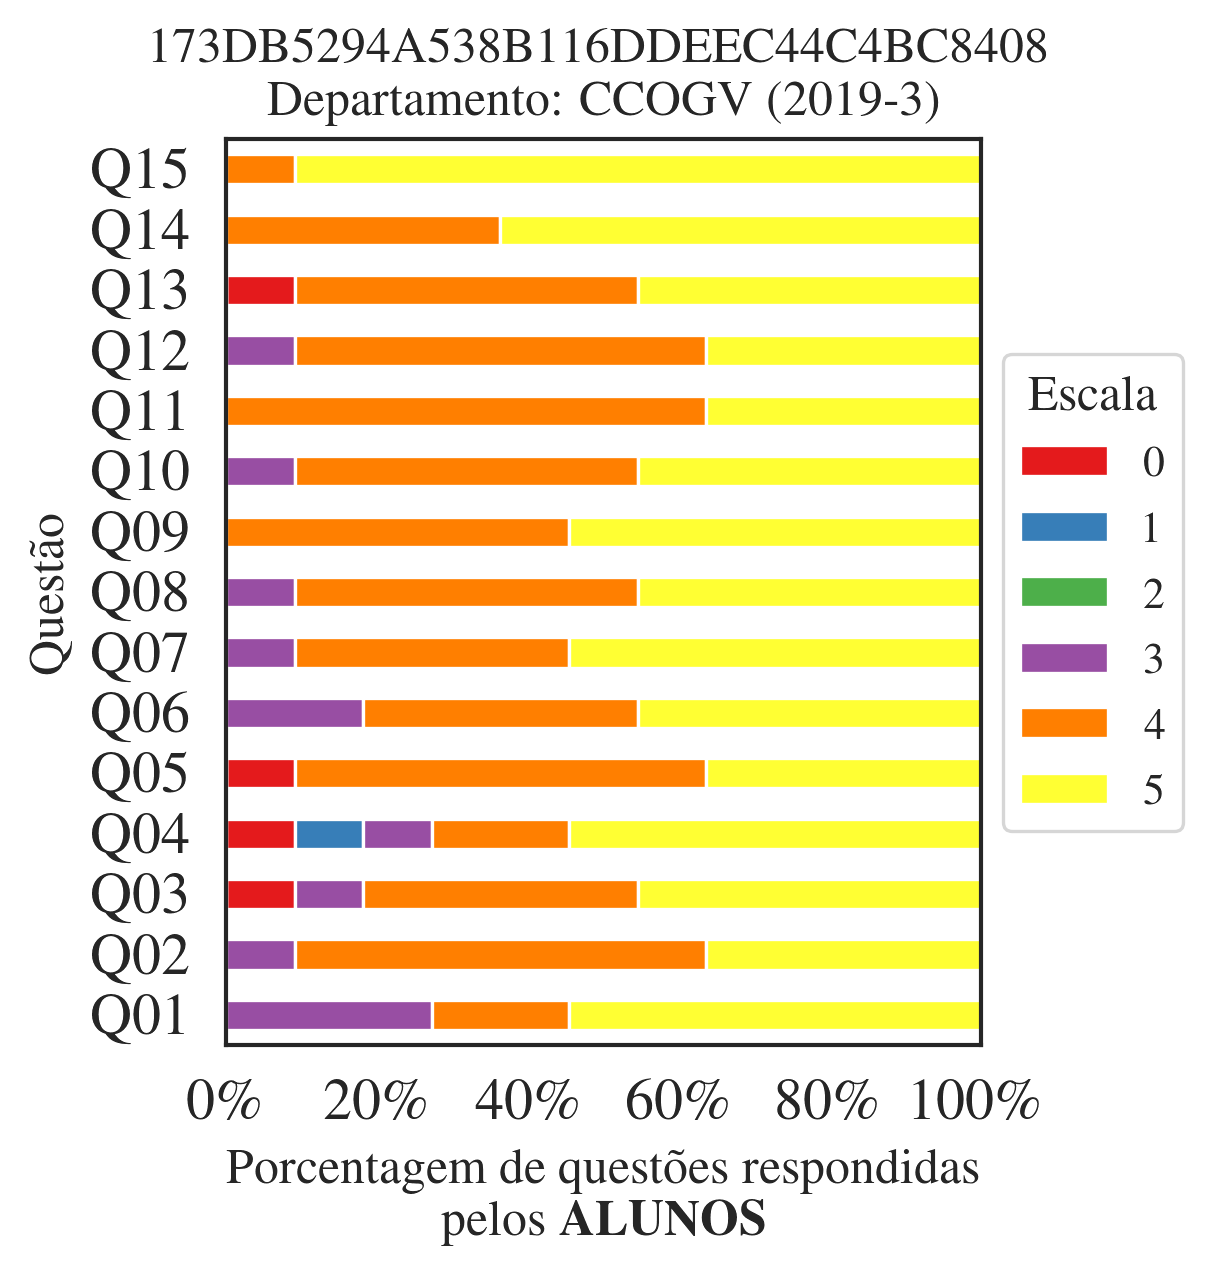 173DB5294A538B116DDEEC44C4BC8408
Departamento: CCOGV (2019-3)
Questão
Q15
Q14
Q13
Q12
Q11
Q10
Q09
Q08
Q07
Q06
Q05
Q04
Q03
Q02
Q01
0% 20% 40% 60% 80% 100%
Porcentagem de questões respondidas
pelos ALUNOS
Escala
0
1
2
3
4
5